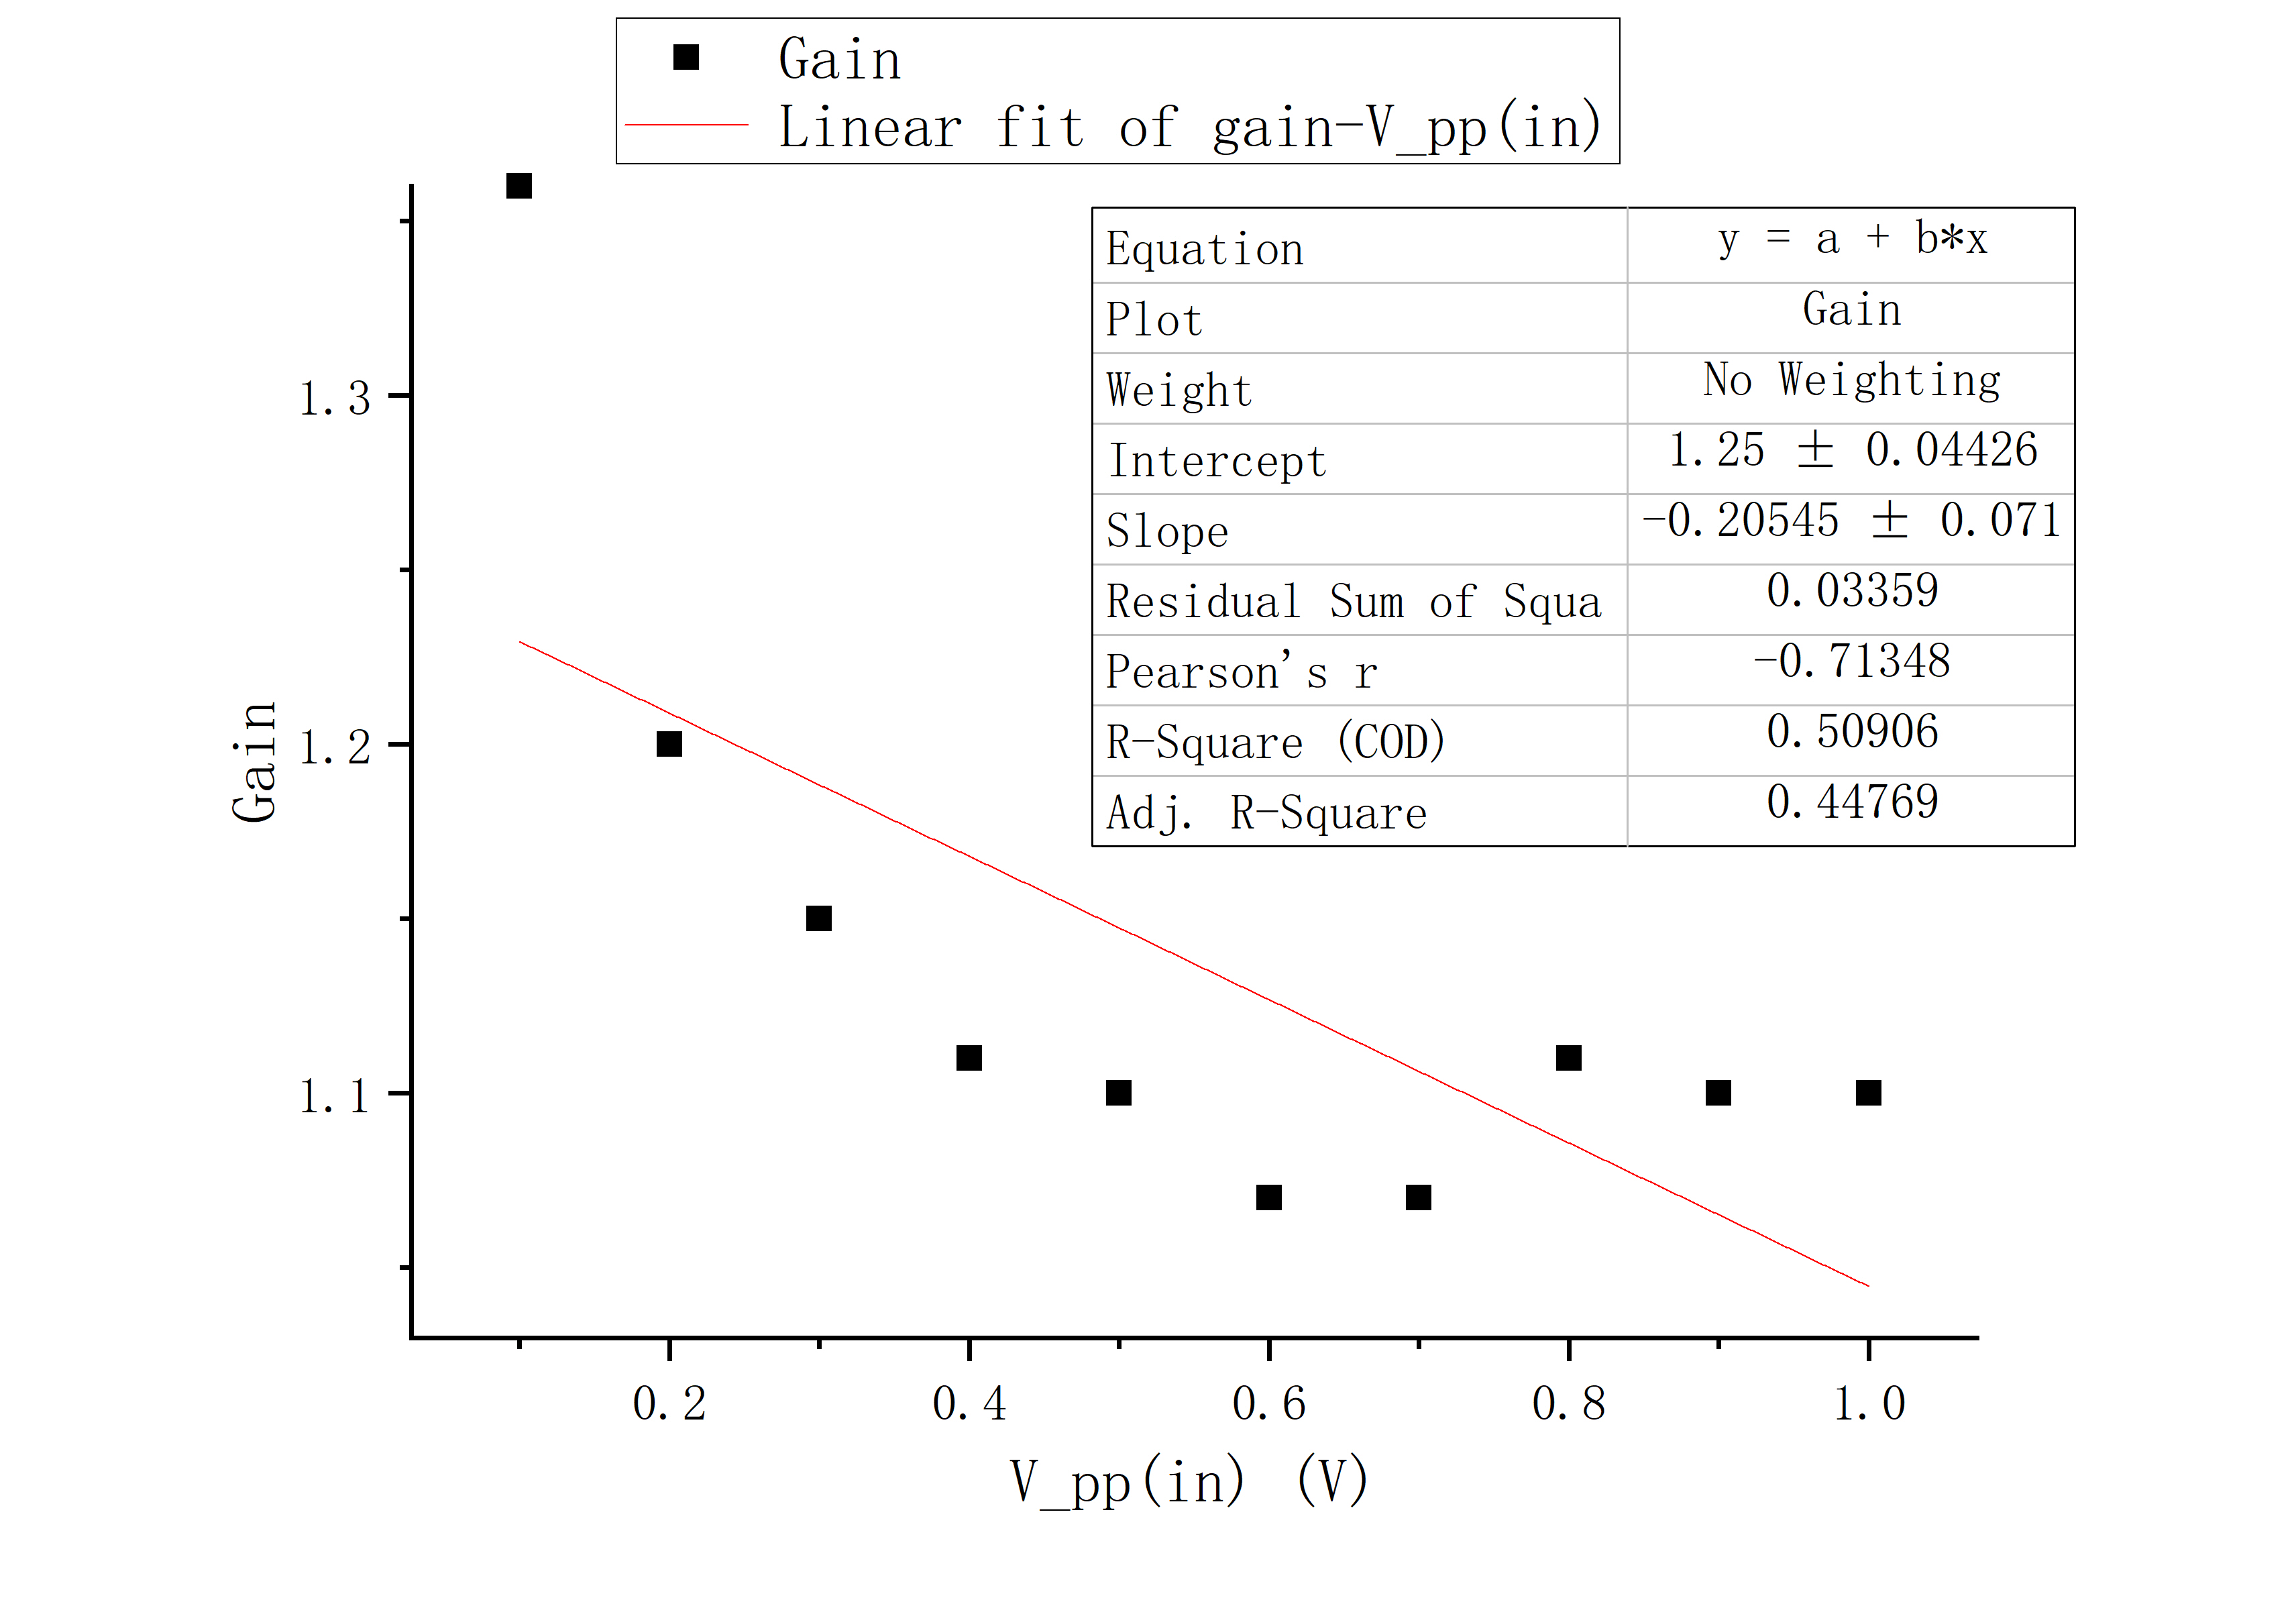 Gain
Linear fit of gain-V_pp(in)
Equation y = a + b*x
Plot Gain
Weight No Weighting
Intercept 1.25 ± 0.04426
Slope -0.20545 ± 0.071
Residual Sum of Squa 0.03359
Pearson's r -0.71348
R-Square (COD) 0.50906
Adj. R-Square 0.44769
1.3
1.2
1.1
Gain
0.2 0.4 0.6 0.8 1.0
V_pp(in) (V)